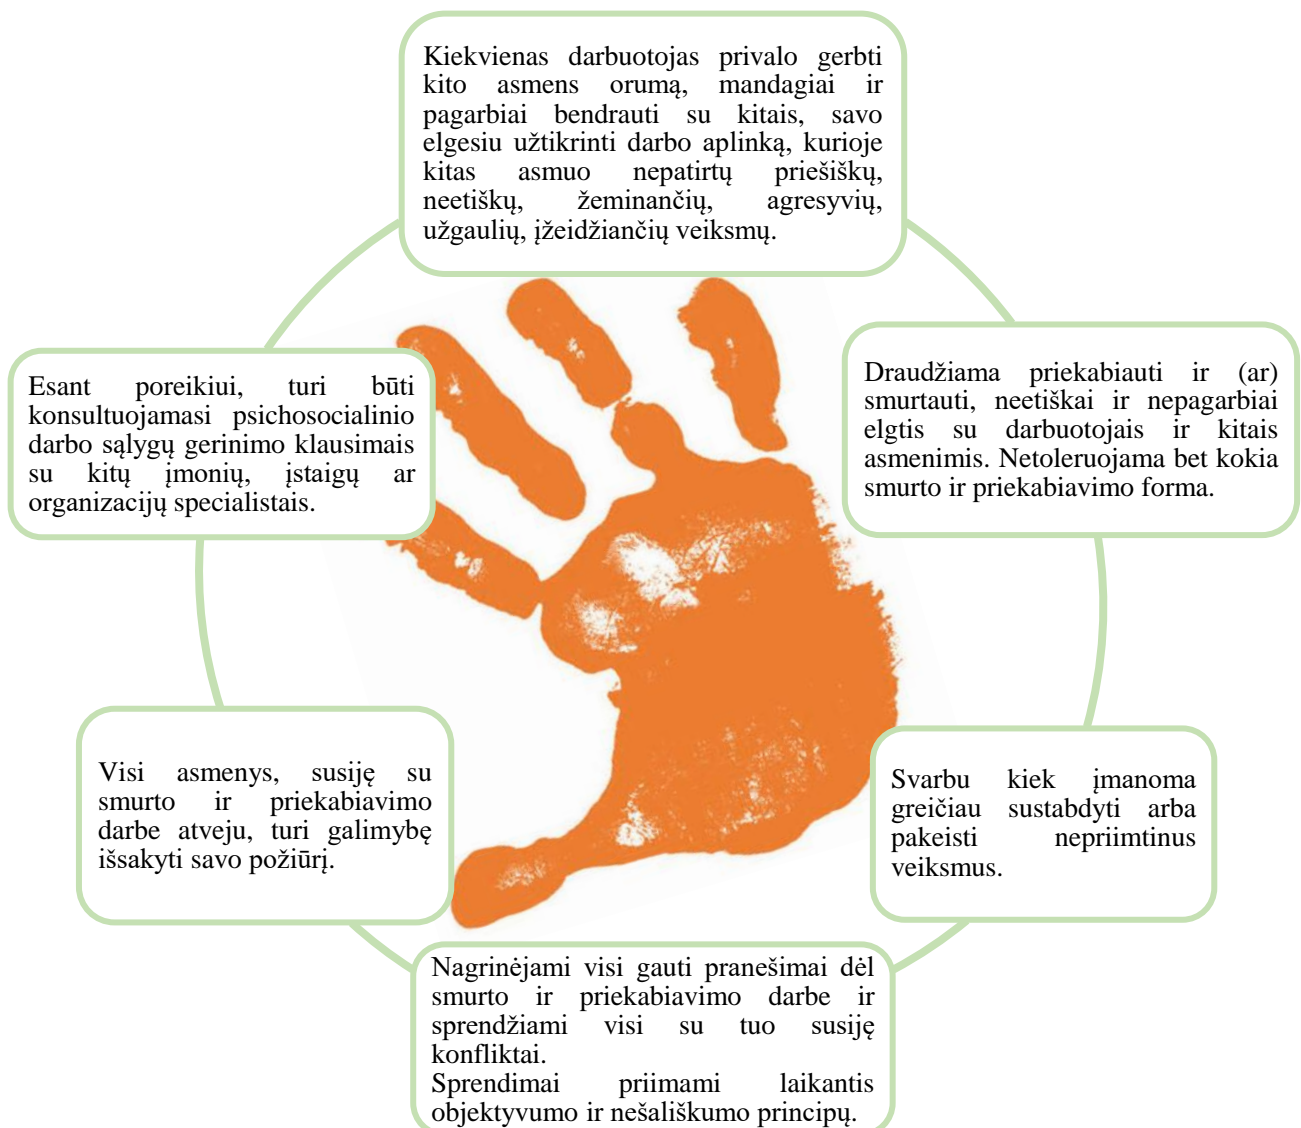 Kiekvienas darbuotojas privalo gerbti
kito asmens orumą, mandagiai ir
pagarbiai bendrauti su kitais, savo
elgesiu užtikrinti darbo aplinką, kurioje
kitas asmuo nepatirtų priešiškų,
neetiškų, žeminančių, agresyvių,
užgaulių, įžeidžiančių veiksmų.
Draudžiama priekabiauti ir (ar)
smurtauti, neetiškai ir nepagarbiai
elgtis su darbuotojais ir kitais
asmenimis. Netoleruojama bet kokia
smurto ir priekabiavimo forma.
Svarbu kiek įmanoma
greičiau sustabdyti arba
pakeisti nepriimtinus
veiksmus.
Nagrinėjami visi gauti pranešimai dėl
smurto ir priekabiavimo darbe ir
sprendžiami visi su tuo susiję
konfliktai.
Sprendimai priimami laikantis
objektyvumo ir nešališkumo principų.
Visi asmenys, susiję su
smurto ir priekabiavimo
darbe atveju, turi galimybę
išsakyti savo požiūrį.
Esant poreikiui, turi būti
konsultuojamasi psichosocialinio
darbo sąlygų gerinimo klausimais
su kitų įmonių, įstaigų ar
organizacijų specialistais.